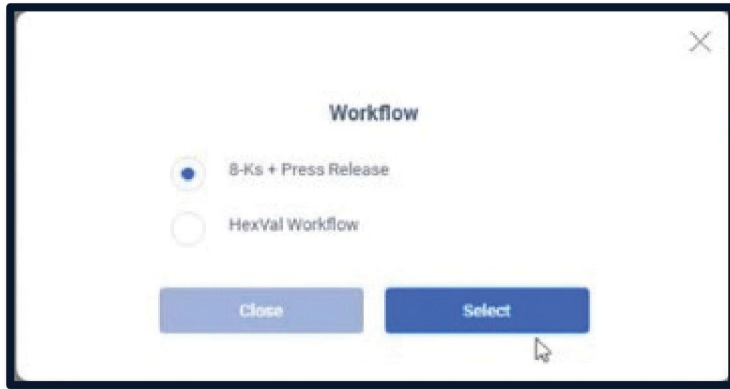 Workflow
8-Ks + Press Release
HexVal Workflow
Close
Select